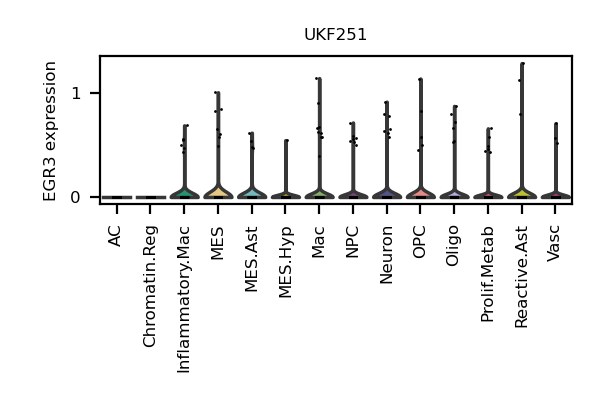 UKF251
EGR3 expression
1
0
AC
Chromatin.Reg
Inflammatory.Mac
MES
MES.Ast
MES.Hyp
Mac
NPC
Neuron
OPC
Oligo
Prolif.Metab
Reactive.Ast
Vasc